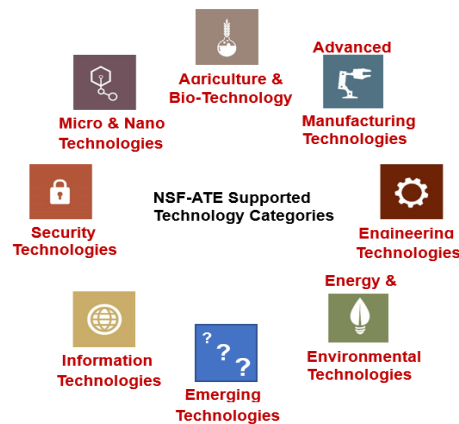 Agriculture &
Bio-Technology
Advanced
Manufacturing
Technologies
Micro & Nano
Technologies
NSF-ATE Supported
Technology Categories
Security
Technologies
Engineering
Technologies
Energy &
Environmental
Technologies
Information
Technologies
? ? ?
Emerging
Technologies